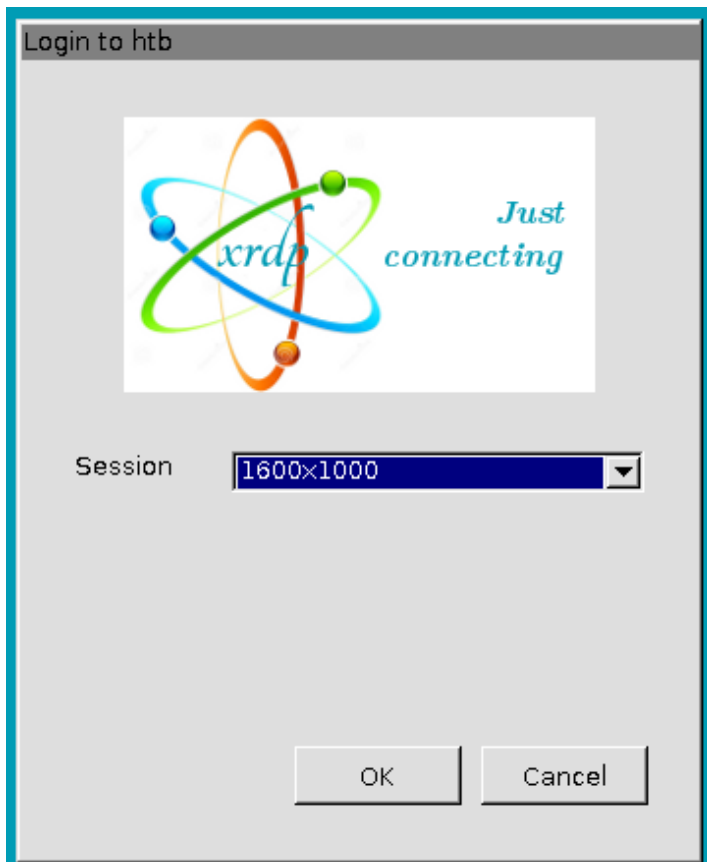 Login to htb
xrdp
Just
connecting
Session
1600x1000
OK
Cancel